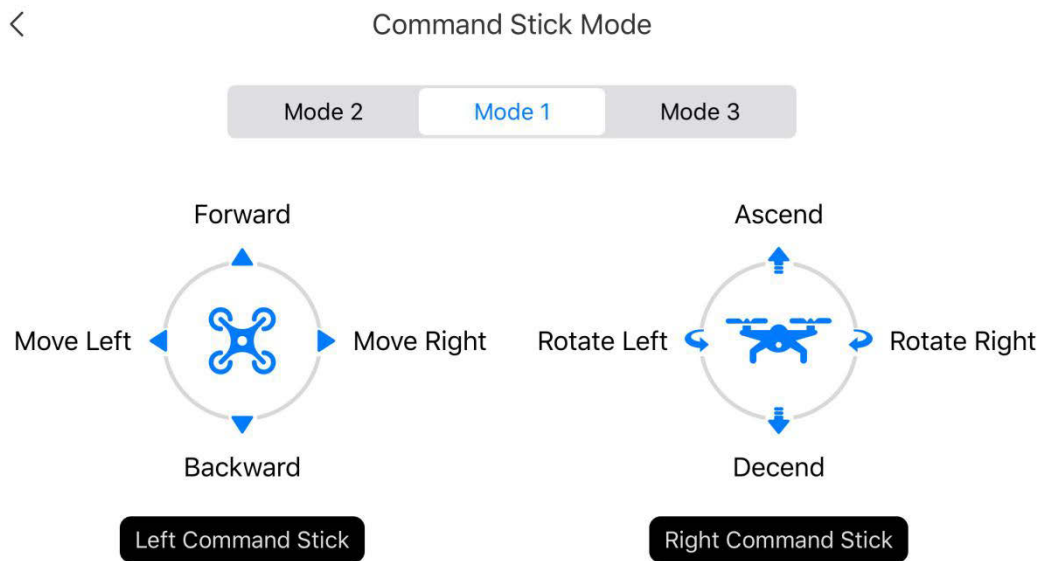 Command Stick Mode
Mode 2 Mode 1 Mode 3
Forward Ascend
Move Left Move Right Rotate Left Rotate Right
Backward Decend
Left Command Stick Right Command Stick